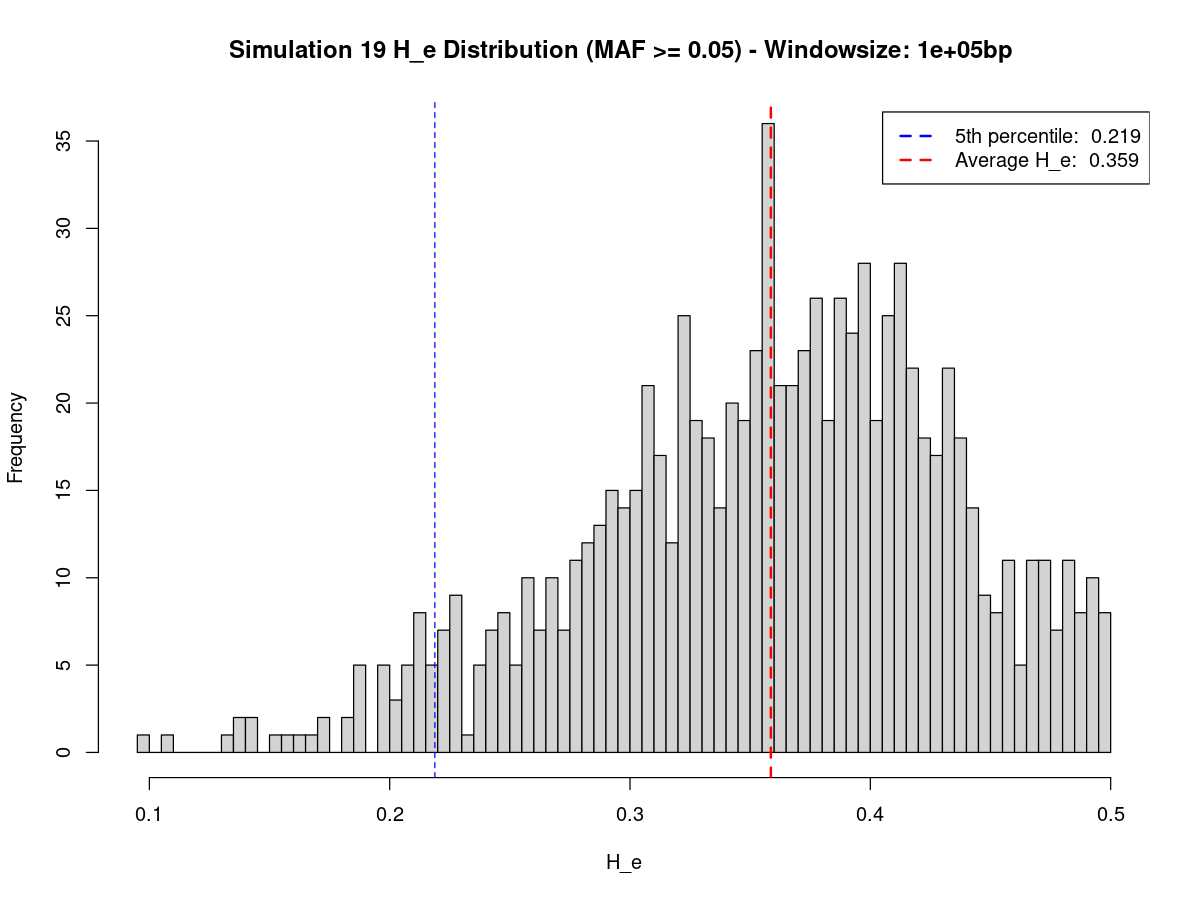 Simulation 19 H_e Distribution (MAF >= 0.05) - Windowsize: 1e+05bp
5th percentile: 0.219
Average H_e: 0.359
Frequency
35
30
25
20
15
10
5
0
0.1 0.2 0.3 0.4 0.5
H_e